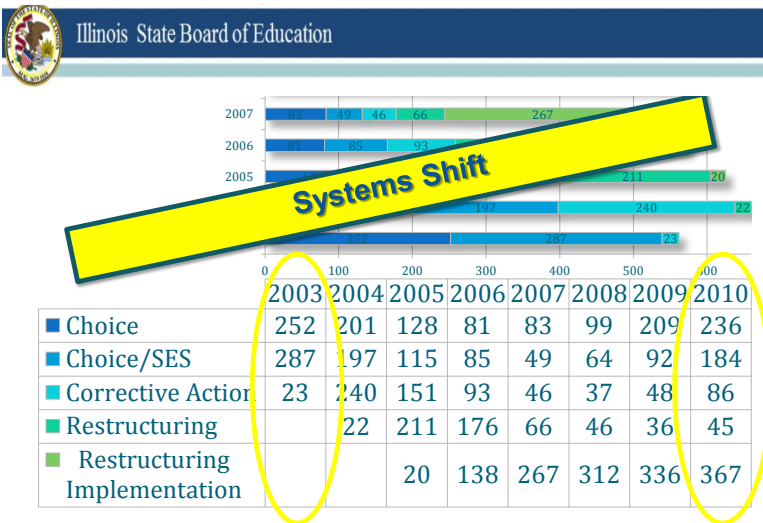 Illinois State Board of Education
2007 83 49 46 66 267
2006 81 85 93
2005 211 20
Systems Shift
197 240 22
252 287 23
0 100 200 300 400 500 600
2003 2004 2005 2006 2007 2008 2009 2010
Choice 252 201 128 81 83 99 209 236
Choice/SES 287 197 115 85 49 64 92 184
Corrective Action 23 240 151 93 46 37 48 86
Restructuring 22 211 176 66 46 36 45
Restructuring
Implementation 20 138 267 312 336 367